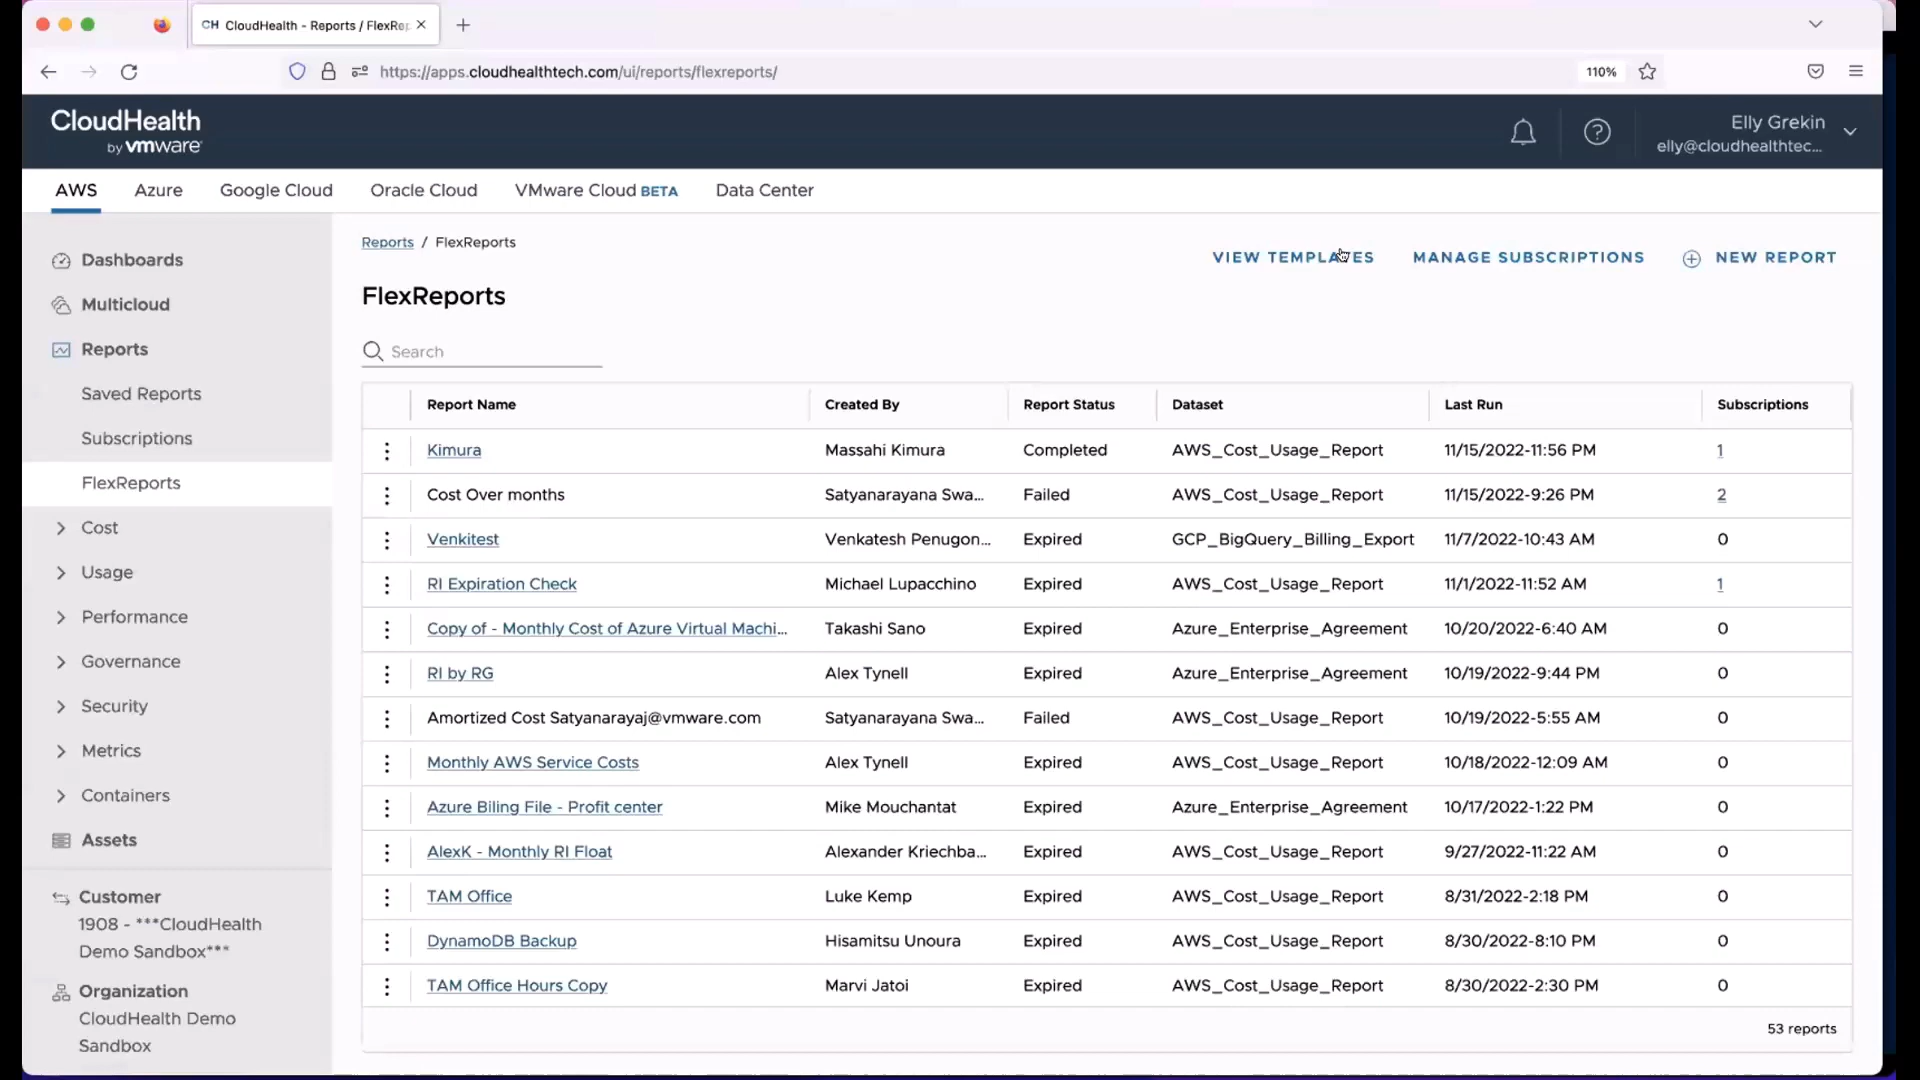 CH CloudHealth - Reports / FlexRep
https://apps.cloudhealthtech.com/ui/reports/flexreports/
110%
CloudHealth
by vmware
Elly Grekin
elly@cloudhealthtec...
AWS Azure Google Cloud Oracle Cloud VMware Cloud BETA Data Center
Dashboards
Multicloud
Reports
Saved Reports
Subscriptions
FlexReports
Cost
Usage
Performance
Governance
Security
Metrics
Containers
Assets
Customer
1908 - ***CloudHealth
Demo Sandbox***
Organization
CloudHealth Demo
Sandbox
Reports / FlexReports
VIEW TEMPLATES MANAGE SUBSCRIPTIONS NEW REPORT
FlexReports
Search
Report Name Created By Report Status Dataset Last Run Subscriptions
Kimura Massahi Kimura Completed AWS_Cost_Usage_Report 11/15/2022-11:56 PM 1
Cost Over months Satyanarayana Swa... Failed AWS_Cost_Usage_Report 11/15/2022-9:26 PM 2
Venkitest Venkatesh Penugon... Expired GCP_BigQuery_Billing_Export 11/7/2022-10:43 AM 0
RI Expiration Check Michael Lupacchino Expired AWS_Cost_Usage_Report 11/1/2022-11:52 AM 1
Copy of - Monthly Cost of Azure Virtual Machi... Takashi Sano Expired Azure_Enterprise_Agreement 10/20/2022-6:40 AM 0
RI by RG Alex Tynell Expired Azure_Enterprise_Agreement 10/19/2022-9:44 PM 0
Amortized Cost Satyanarayaj@vmware.com Satyanarayana Swa... Failed AWS_Cost_Usage_Report 10/19/2022-5:55 AM 0
Monthly AWS Service Costs Alex Tynell Expired AWS_Cost_Usage_Report 10/18/2022-12:09 AM 0
Azure Biling File - Profit center Mike Mouchantat Expired Azure_Enterprise_Agreement 10/17/2022-1:22 PM 0
AlexK - Monthly RI Float Alexander Kriechba... Expired AWS_Cost_Usage_Report 9/27/2022-11:22 AM 0
TAM Office Luke Kemp Expired AWS_Cost_Usage_Report 8/31/2022-2:18 PM 0
DynamoDB Backup Hisamitsu Unoura Expired AWS_Cost_Usage_Report 8/30/2022-8:10 PM 0
TAM Office Hours Copy Marvi Jatoi Expired AWS_Cost_Usage_Report 8/30/2022-2:30 PM 0
53 reports